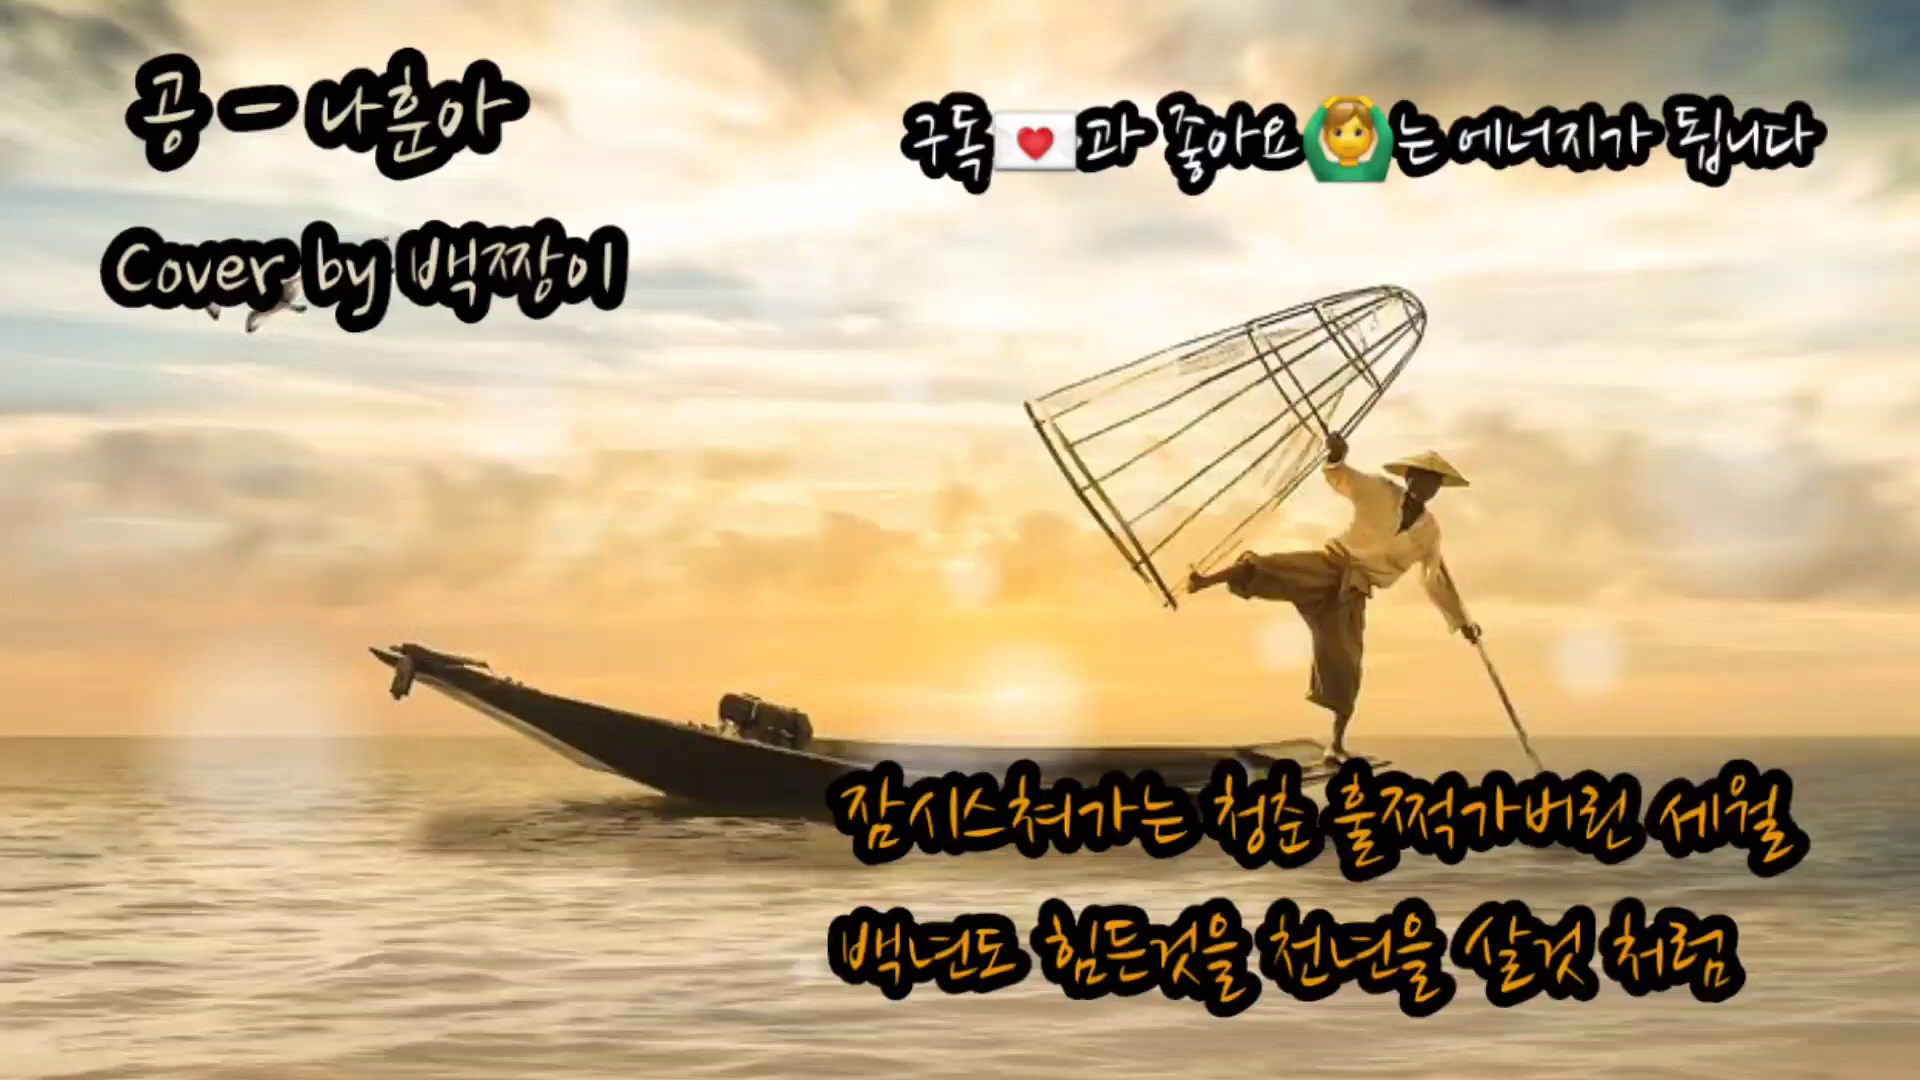 공 - 나훈아
구독💌과 좋아요🙆는 에너지가 됩니다
Cover by 백짱이
잠시스쳐가는 청춘 훌쩍가버린 세월
백년도 힘든것을 천년을 살것 처럼